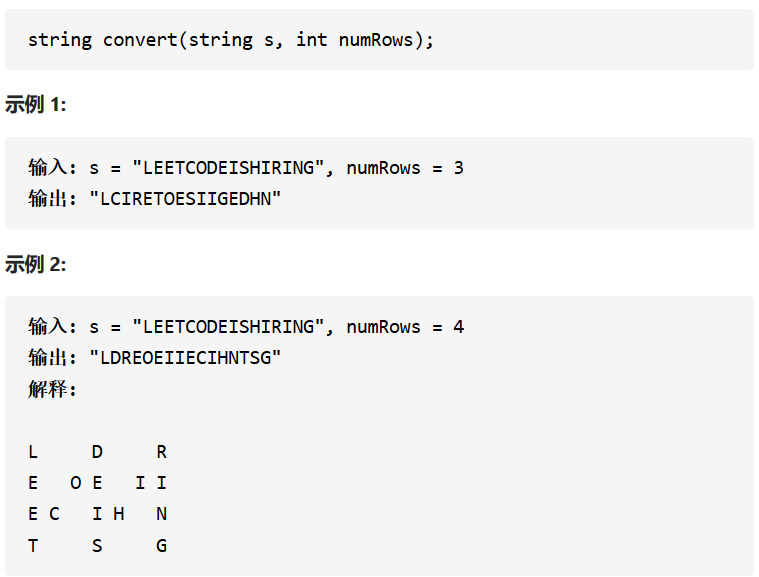 string convert(string s, int numRows);
示例 1:
输入: s = "LEETCODEISHIRING", numRows = 3
输出: "LCIRETOESIIGEDHN"
示例 2:
输入: s = "LEETCODEISHIRING", numRows = 4
输出: "LDREOEIIECIHNTSG"
解释:
L     D     R
E   O E   I I
E C   I H   N
T     S     G